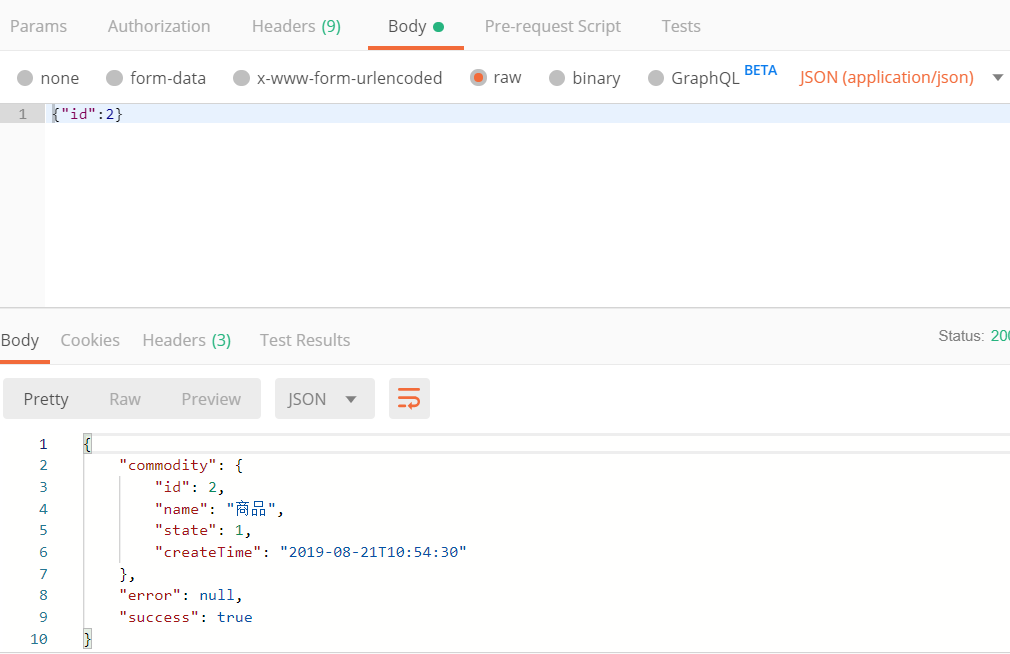 Params Authorization Headers (9) Body Pre-request Script Tests
none form-data x-www-form-urlencoded raw binary GraphQL BETA JSON (application/json)
1 {"id":2}
Body Cookies Headers (3) Test Results Status: 200
Pretty Raw Preview JSON
1 {
2 "commodity": {
3 "id": 2,
4 "name": "商品",
5 "state": 1,
6 "createTime": "2019-08-21T10:54:30"
7 },
8 "error": null,
9 "success": true
10 }